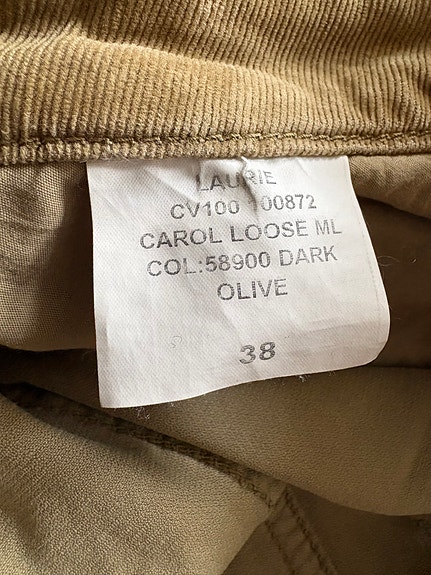 LAURIE
CV100 100872
CAROL LOOSE ML
COL:58900 DARK
OLIVE
38